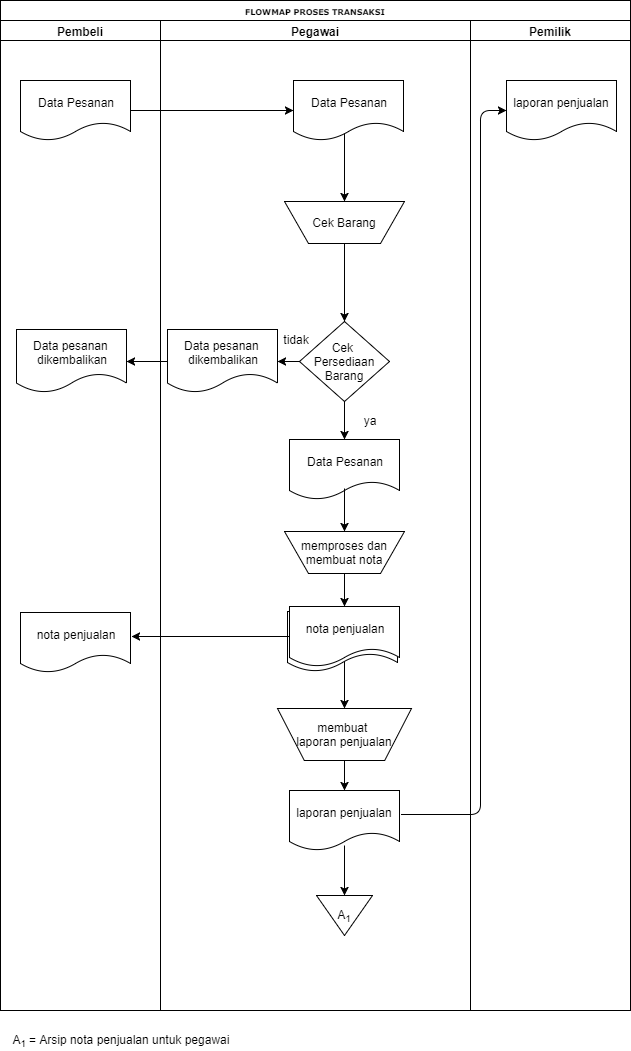 FLOWMAP PROSES TRANSAKSI
Pembeli
Pegawai
Pemilik
Data Pesanan
Data Pesanan
laporan penjualan
Cek Barang
Data pesanan
dikembalikan
Data pesanan
dikembalikan
tidak
Cek
Persediaan
Barang
ya
Data Pesanan
memproses dan
membuat nota
nota penjualan
nota penjualan
membuat
laporan penjualan
laporan penjualan
A1
A1 = Arsip nota penjualan untuk pegawai